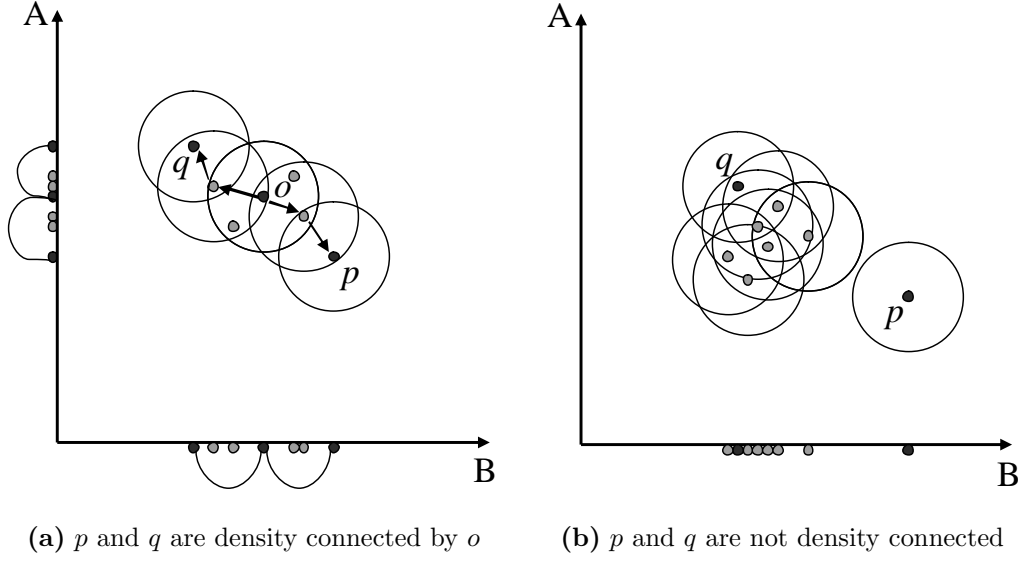 A
q
o
p
B
(a) p and q are density connected by o
A
q
p
B
(b) p and q are not density connected